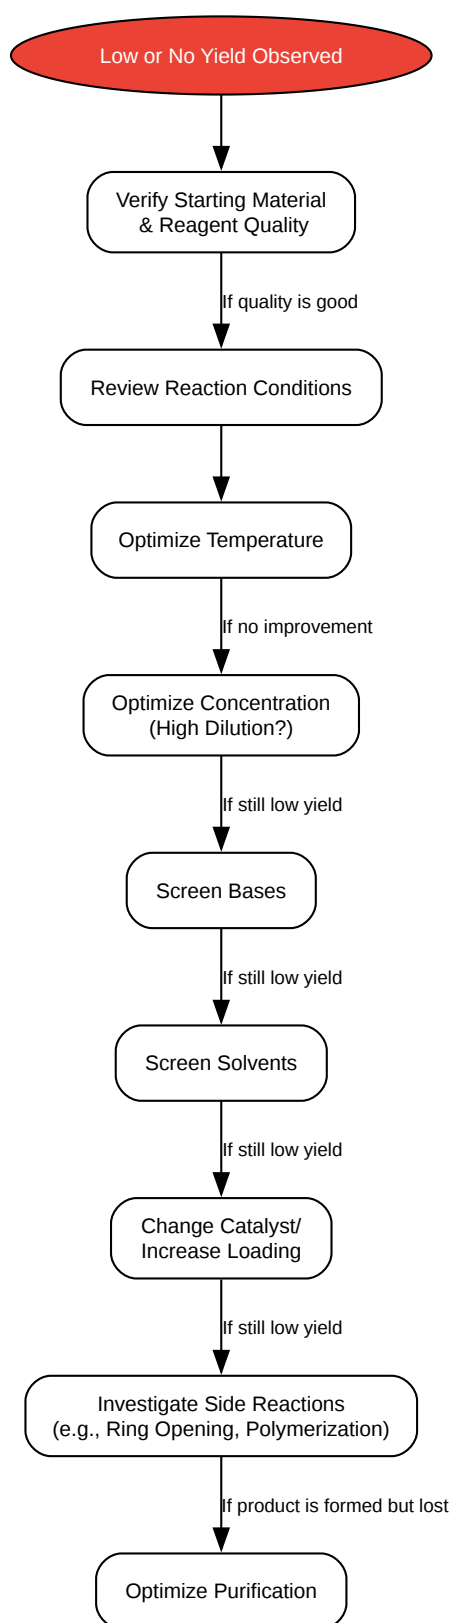 Low or No Yield Observed
Verify Starting Material
& Reagent Quality
If quality is good
Review Reaction Conditions
Optimize Temperature
If no improvement
Optimize Concentration
(High Dilution?)
If still low yield
Screen Bases
If still low yield
Screen Solvents
If still low yield
Change Catalyst/
Increase Loading
If still low yield
Investigate Side Reactions
(e.g., Ring Opening, Polymerization)
If product is formed but lost
Optimize Purification